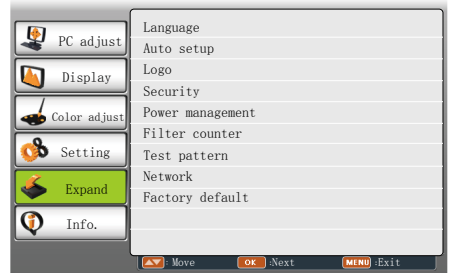 PC adjust
Display
Color adjust
Setting
Expand
Info.
Language
Auto setup
Logo
Security
Power management
Filter counter
Test pattern
Network
Factory default
: Move OK :Next MENU :Exit